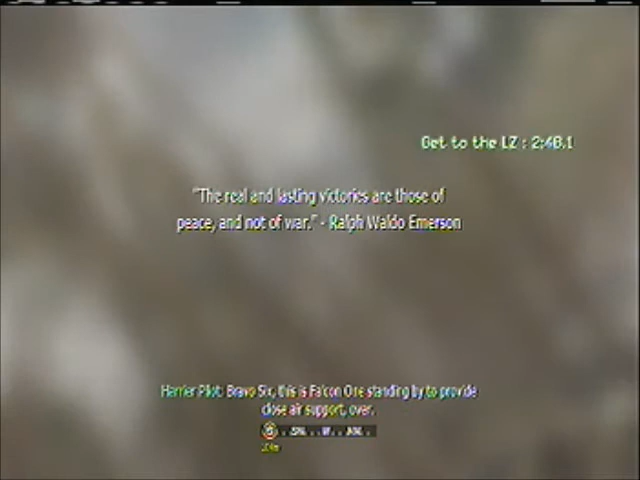 Get to the LZ : 2:48.1
"The real and lasting victories are those of
peace, and not of war." - Ralph Waldo Emerson
Harrier Pilot: Bravo Six, this is Falcon One standing by to provide
close air support, over.